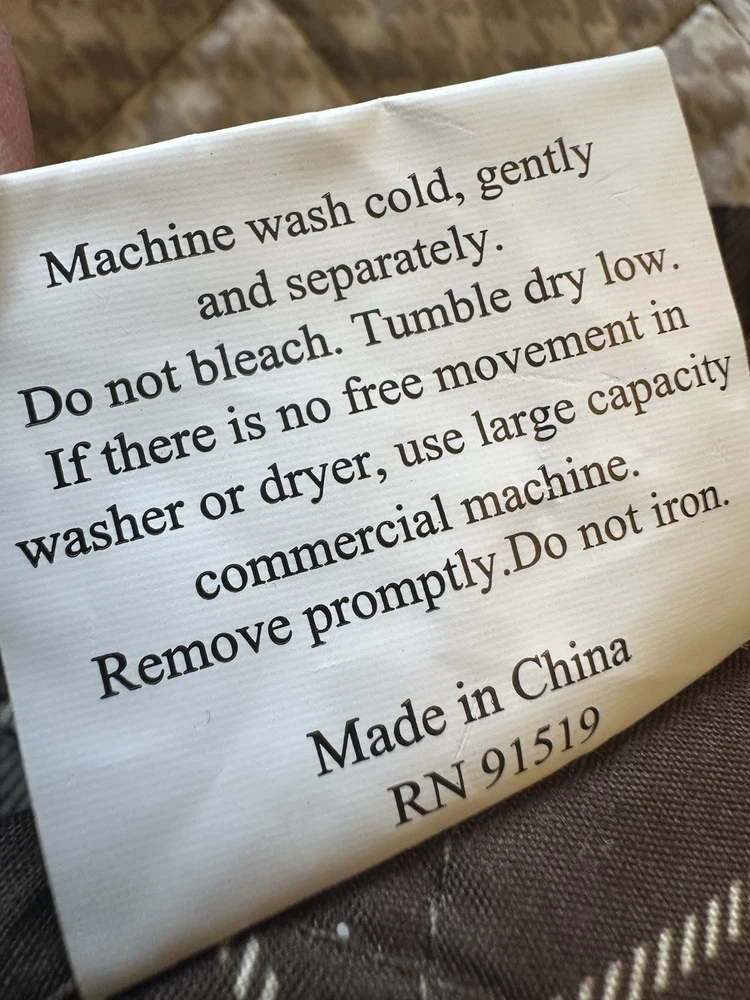 Machine wash cold, gently
and separately.
Do not bleach. Tumble dry low.
If there is no free movement in
washer or dryer, use large capacity
commercial machine.
Remove promptly.Do not iron.
Made in China
RN 91519